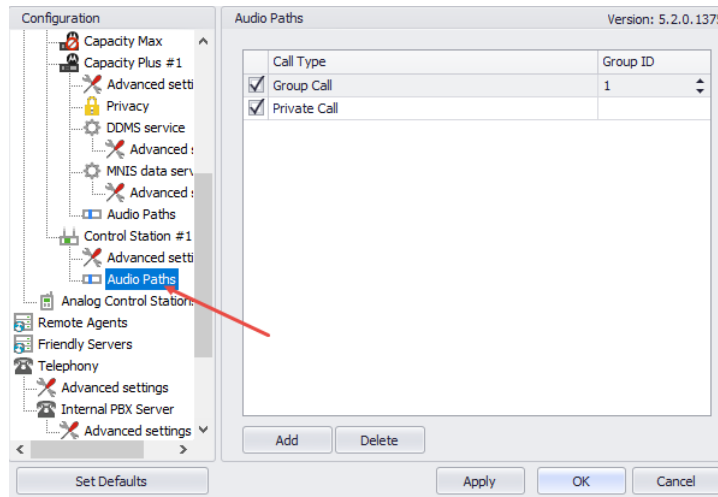 Configuration
Capacity Max
Capacity Plus #1
Advanced setti
Privacy
DDMS service
Advanced s
MNIS data serv
Advanced s
Audio Paths
Control Station #1
Advanced setti
Audio Paths
Analog Control Station
Remote Agents
Friendly Servers
Telephony
Advanced settings
Internal PBX Server
Advanced settings
Set Defaults
Audio Paths Version: 5.2.0.1375
Call Type Group ID
Group Call 1
Private Call
Add Delete
Apply OK Cancel